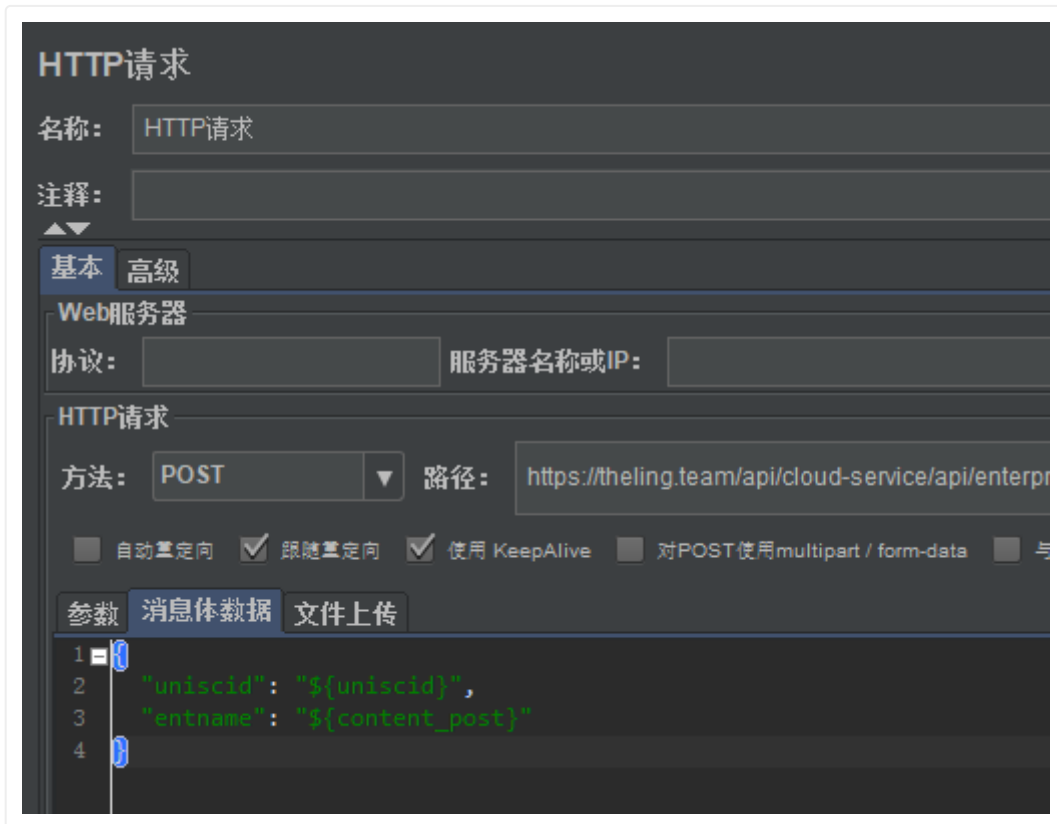 HTTP请求
名称： HTTP请求
注释：
基本 高级
Web服务器
协议： 服务器名称或IP：
HTTP请求
方法： POST 路径： https://theling.team/api/cloud-service/api/enterpr
自动重定向 跟随重定向 使用 KeepAlive 对POST使用multipart / form-data 与
参数 消息体数据 文件上传
1 {
2 "uniscid": "${uniscid}",
3 "entname": "${content_post}"
4 }